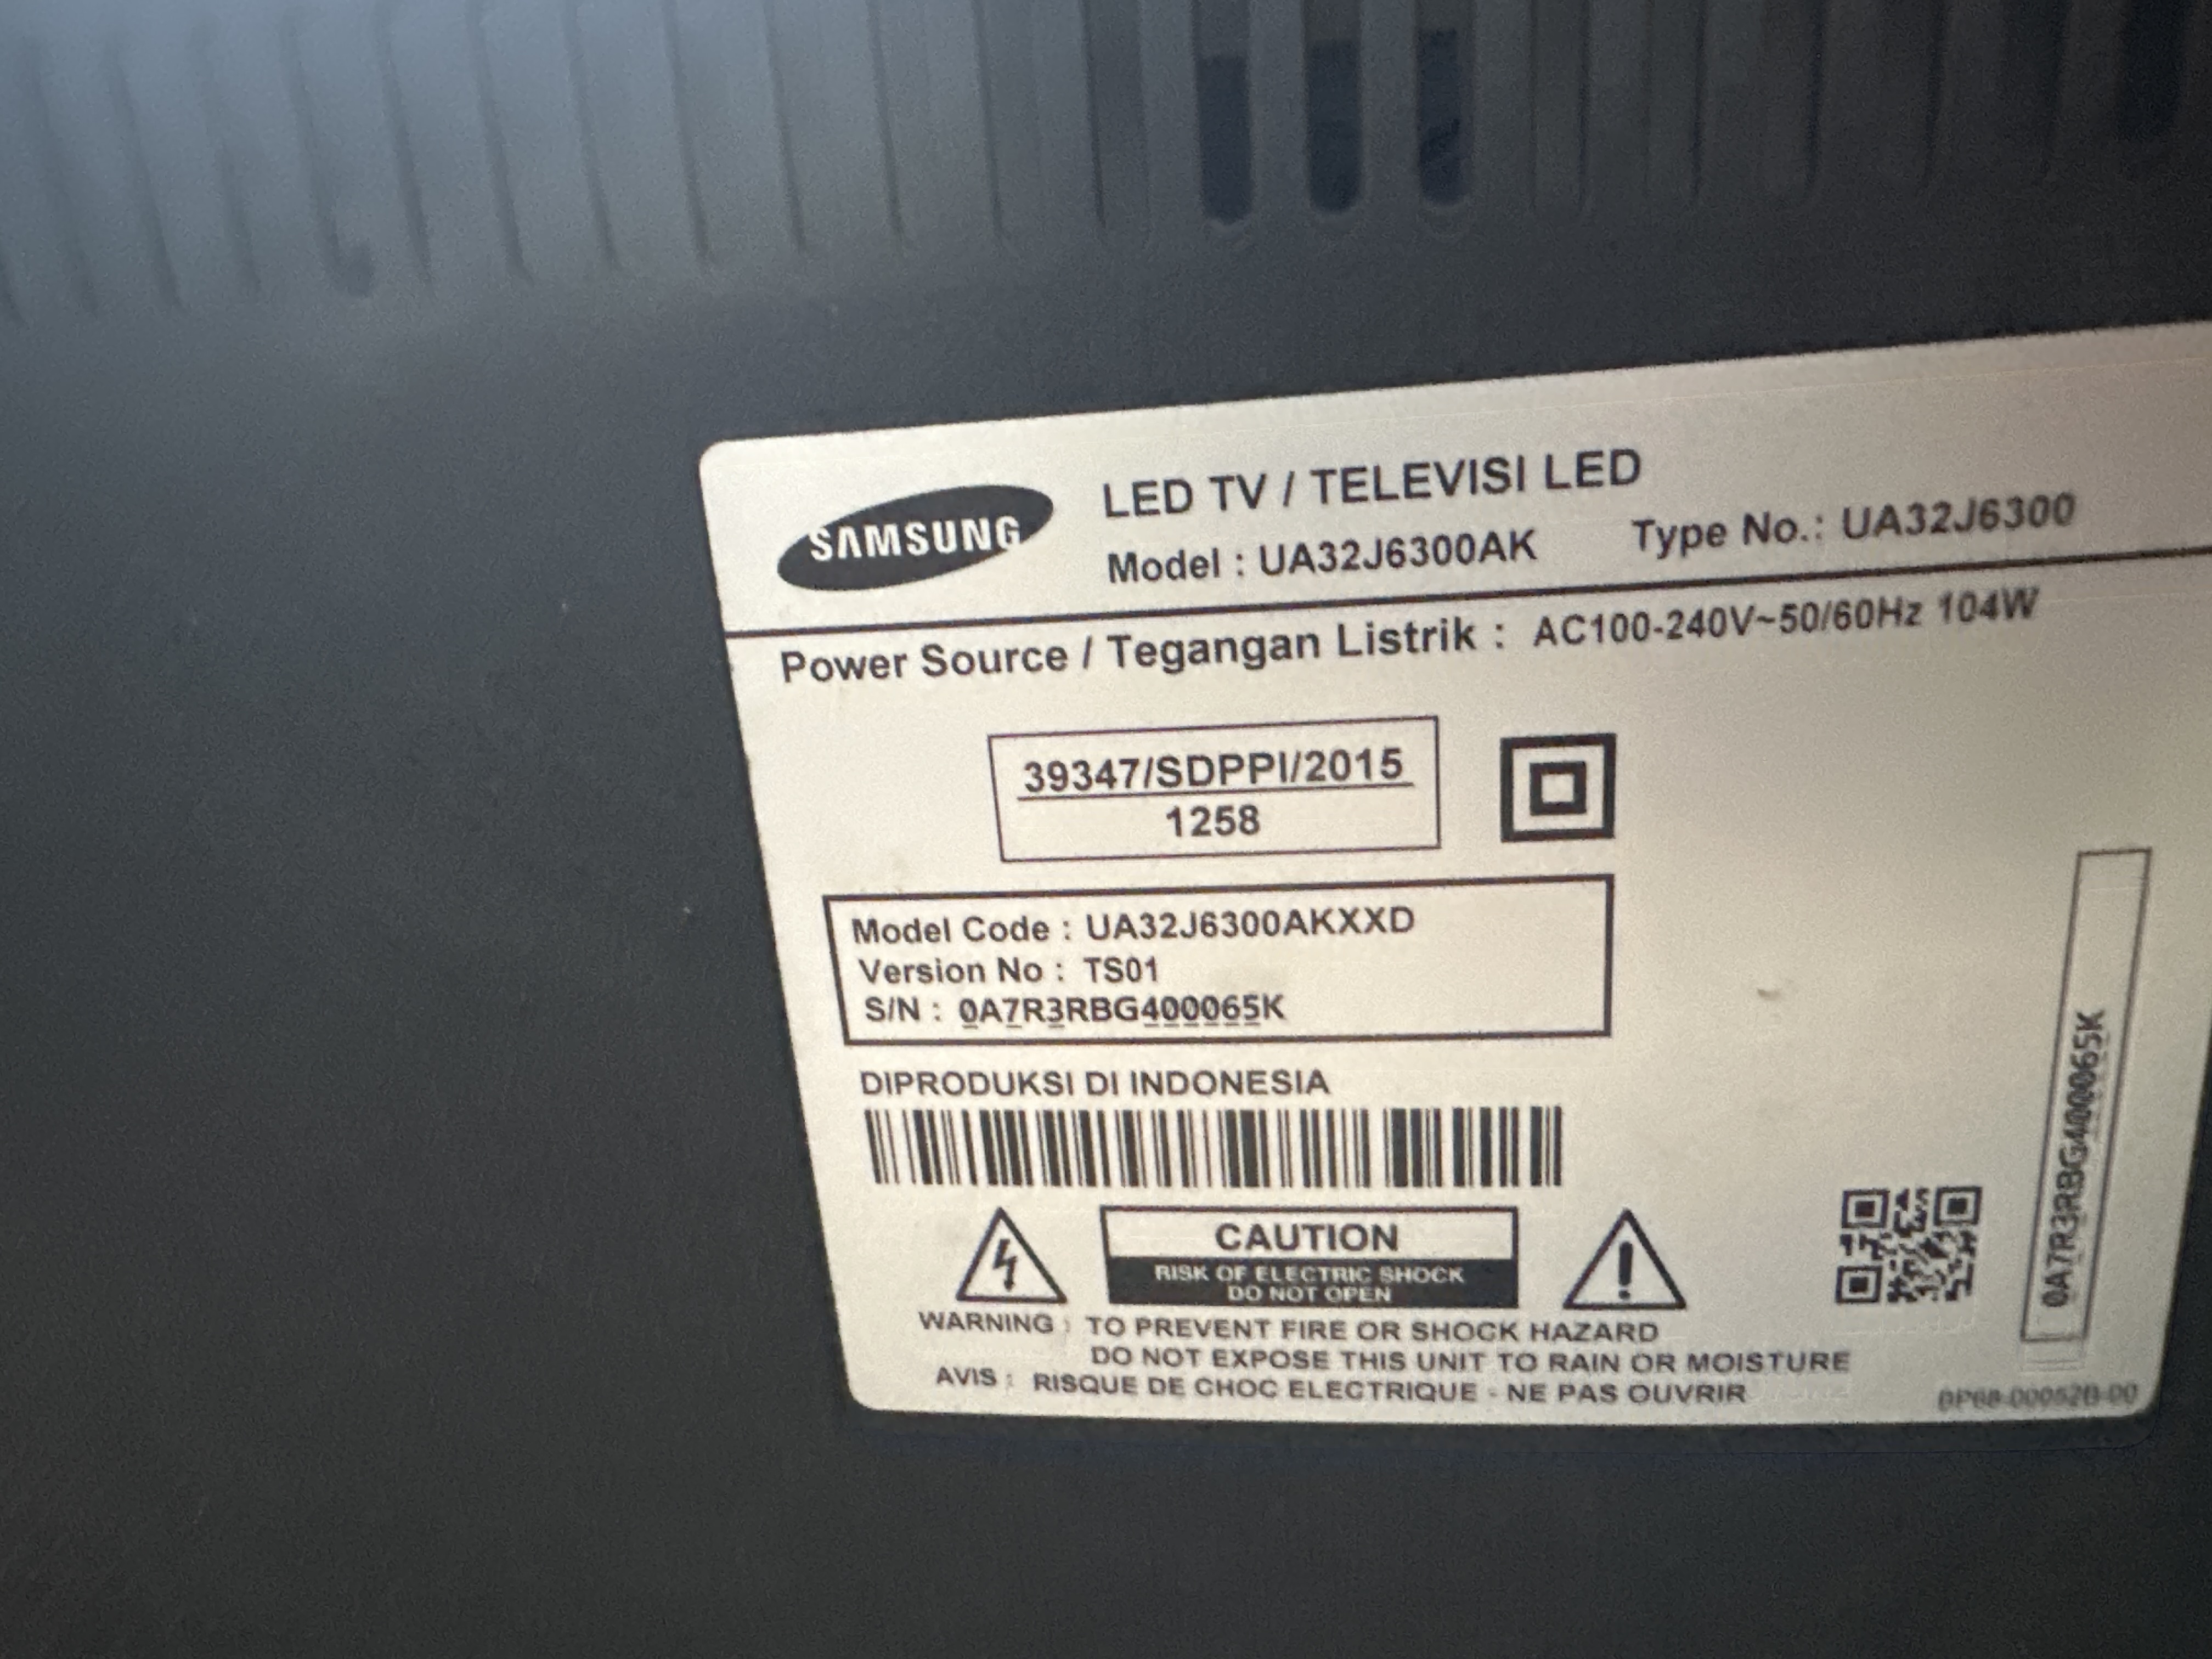 SAMSUNG
LED TV / TELEVISI LED
Model : UA32J6300AK Type No.: UA32J6300
Power Source / Tegangan Listrik : AC100-240V~50/60Hz 104W
39347/SDPPI/2015
1258
Model Code : UA32J6300AKXXD
Version No : TS01
S/N : 0A7R3RBG400065K
DIPRODUKSI DI INDONESIA
CAUTION
RISK OF ELECTRIC SHOCK
DO NOT OPEN
WARNING : TO PREVENT FIRE OR SHOCK HAZARD
DO NOT EXPOSE THIS UNIT TO RAIN OR MOISTURE
AVIS : RISQUE DE CHOC ELECTRIQUE - NE PAS OUVRIR
0A7R3RBG400065K